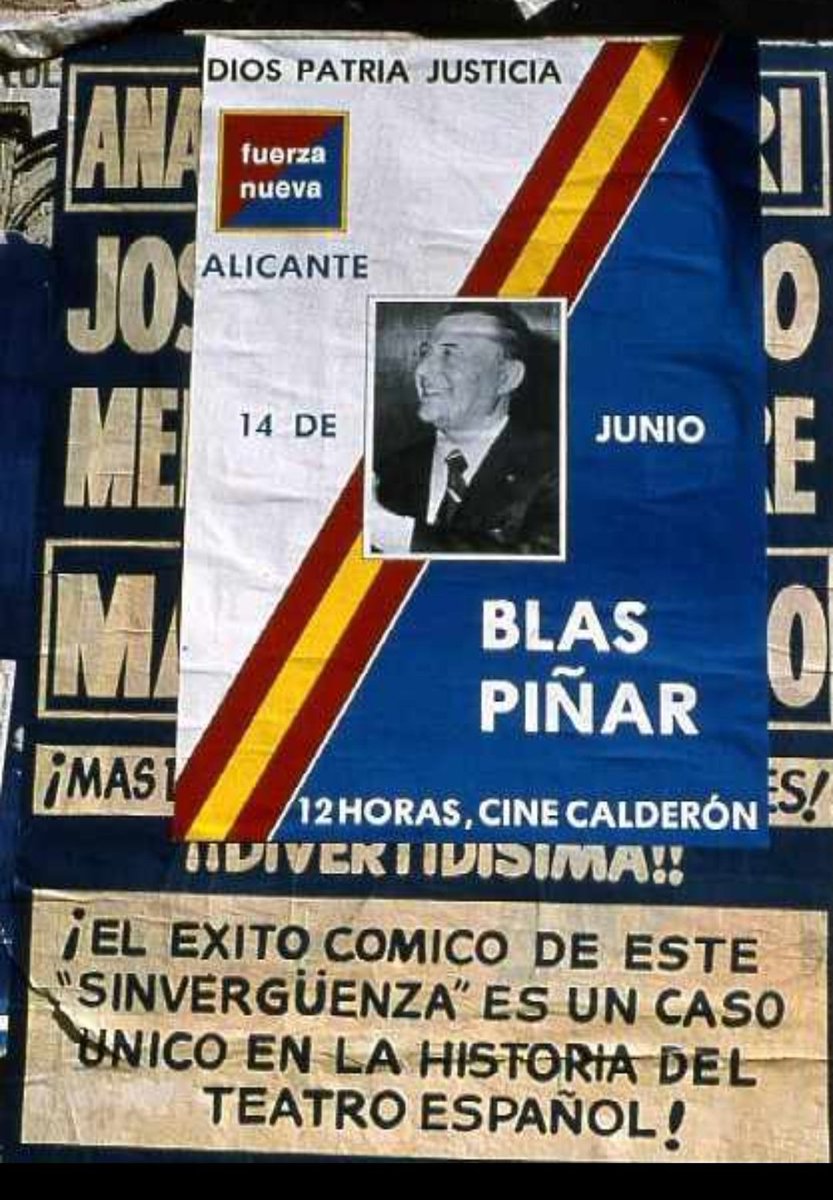 DIOS PATRIA JUSTICIA
fuerza
nueva
ALICANTE
14 DE JUNIO
BLAS
PIÑAR
12 HORAS, CINE CALDERÓN
¡¡DIVERTIDISIMA!!
¡EL EXITO COMICO DE ESTE
"SINVERGÜENZA" ES UN CASO
UNICO EN LA HISTORIA DEL
TEATRO ESPAÑOL!